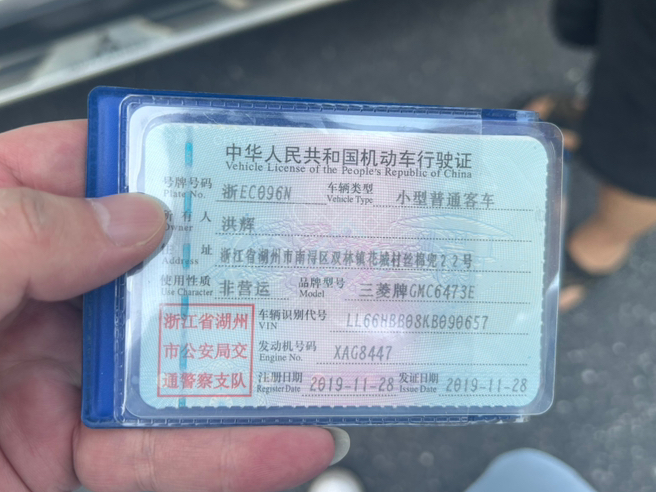 中华人民共和国机动车行驶证
Vehicle License of the People's Republic of China
号牌号码 浙EC096N 车辆类型 小型普通客车
Plate No. Vehicle Type
所有人 洪辉
Owner
址 浙江省湖州市南浔区双林镇花城村丝棉兜22号
Address
使用性质 非营运 品牌型号 三菱牌GMC6473E
Use Character Model
浙江省湖州
市公安局交
通警察支队
车辆识别代号 LL66HBB08KB090657
VIN
发动机号码 XAG8447
Engine No.
注册日期 2019-11-28 发证日期 2019-11-28
Register Date Issue Date